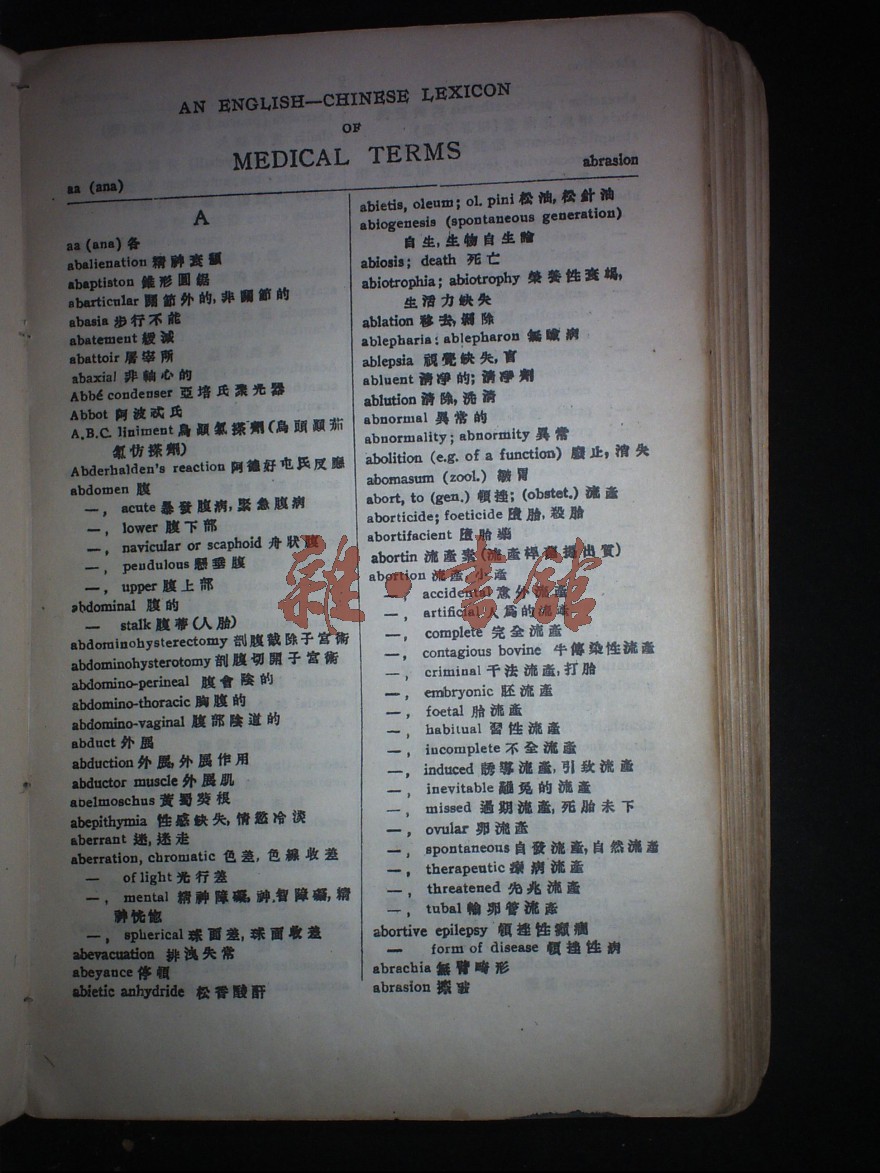 AN ENGLISH—CHINESE LEXICON
OF
MEDICAL TERMS
aa (ana)
abrasion
A
aa (ana) 各
abalienation 精神衰頹
abaptiston 錐形圓鋸
abarticular 關節外的, 非關節的
abasia 步行不能
abatement 緩減
abattoir 屠宰所
abaxial 非軸心的
Abbé condenser 亞培氏聚光器
Abbot 阿波忒氏
A.B.C. liniment 烏顛氯搽劑 (烏頭顛茄
氯仿搽劑)
Abderhalden's reaction 阿德好屯氏反應
abdomen 腹
—, acute 暴發腹病, 緊急腹病
—, lower 腹下部
—, navicular or scaphoid 舟狀腹
—, pendulous 懸垂腹
—, upper 腹上部
abdominal 腹的
— stalk 腹蒂 (人胎)
abdominohysterectomy 剖腹截除子宮術
abdominohysterotomy 剖腹切開子宮術
abdomino-perineal 腹會陰的
abdomino-thoracic 胸腹的
abdomino-vaginal 腹部陰道的
abduct 外展
abduction 外展, 外展作用
abductor muscle 外展肌
abelmoschus 黃蜀葵根
abepithymia 性感缺失, 情慾冷淡
aberrant 迷, 迷走
aberration, chromatic 色差, 色線收差
— of light 光行差
—, mental 精神障礙, 神智障礙, 精
神恍惚
—, spherical 球面差, 球面收差
abevacuation 排洩失常
abeyance 停頓
abietic anhydride 松香酸酐
abietis, oleum; ol. pini 松油, 松針油
abiogenesis (spontaneous generation)
自生, 生物自生論
abiosis; death 死亡
abiotrophia; abiotrophy 榮養性衰竭,
生活力缺失
ablation 移去, 剝除
ablepharia; ablepharon 無瞼病
ablepsia 視覺缺失, 盲
abluent 清凈的; 清凈劑
ablution 清除, 洗清
abnormal 異常的
abnormality; abnormity 異常
abolition (e.g. of a function) 廢止, 消失
abomasum (zool.) 皺胃
abort, to (gen.) 頓挫; (obstet.) 流產
aborticide; foeticide 墮胎, 殺胎
abortifacient 墮胎藥
abortin 流產素 (流產桿菌提出質)
abortion 流產, 小產
— accidental 意外流產
—, artificial 人爲的流產
—, complete 完全流產
—, contagious bovine 牛傳染性流產
—, criminal 干法流產, 打胎
—, embryonic 胚流產
—, foetal 胎流產
—, habitual 習性流產
—, incomplete 不全流產
—, induced 誘導流產, 引致流產
—, inevitable 難免的流產
—, missed 過期流產, 死胎未下
—, ovular 卵流產
—, spontaneous 自發流產, 自然流產
—, therapeutic 療病流產
—, threatened 先兆流產
—, tubal 輸卵管流產
abortive epilepsy 頓挫性癲癇
— form of disease 頓挫性病
abrachia 無臂畸形
abrasion 擦破
雜·書館